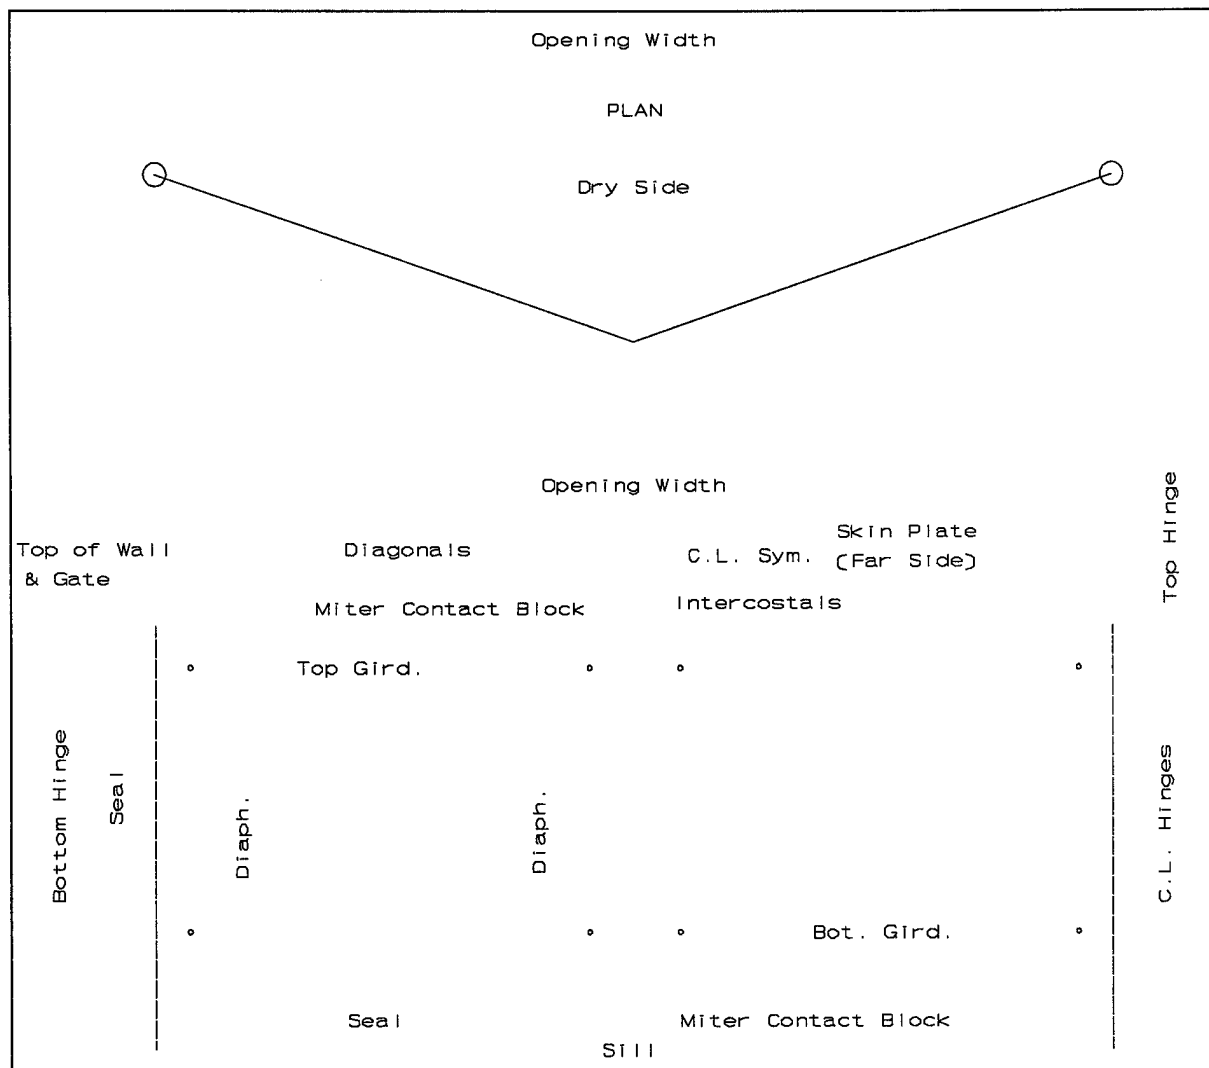 Opening Width
PLAN
Dry Side
Opening Width
Top of Wall
& Gate
Diagonals
C.L. Sym.
Skin Plate
(Far Side)
Top Hinge
Miter Contact Block
Intercostals
Top Gird.
Bottom Hinge
Seal
Diaph.
Diaph.
C.L. Hinges
Bot. Gird.
Seal
Miter Contact Block
Sill